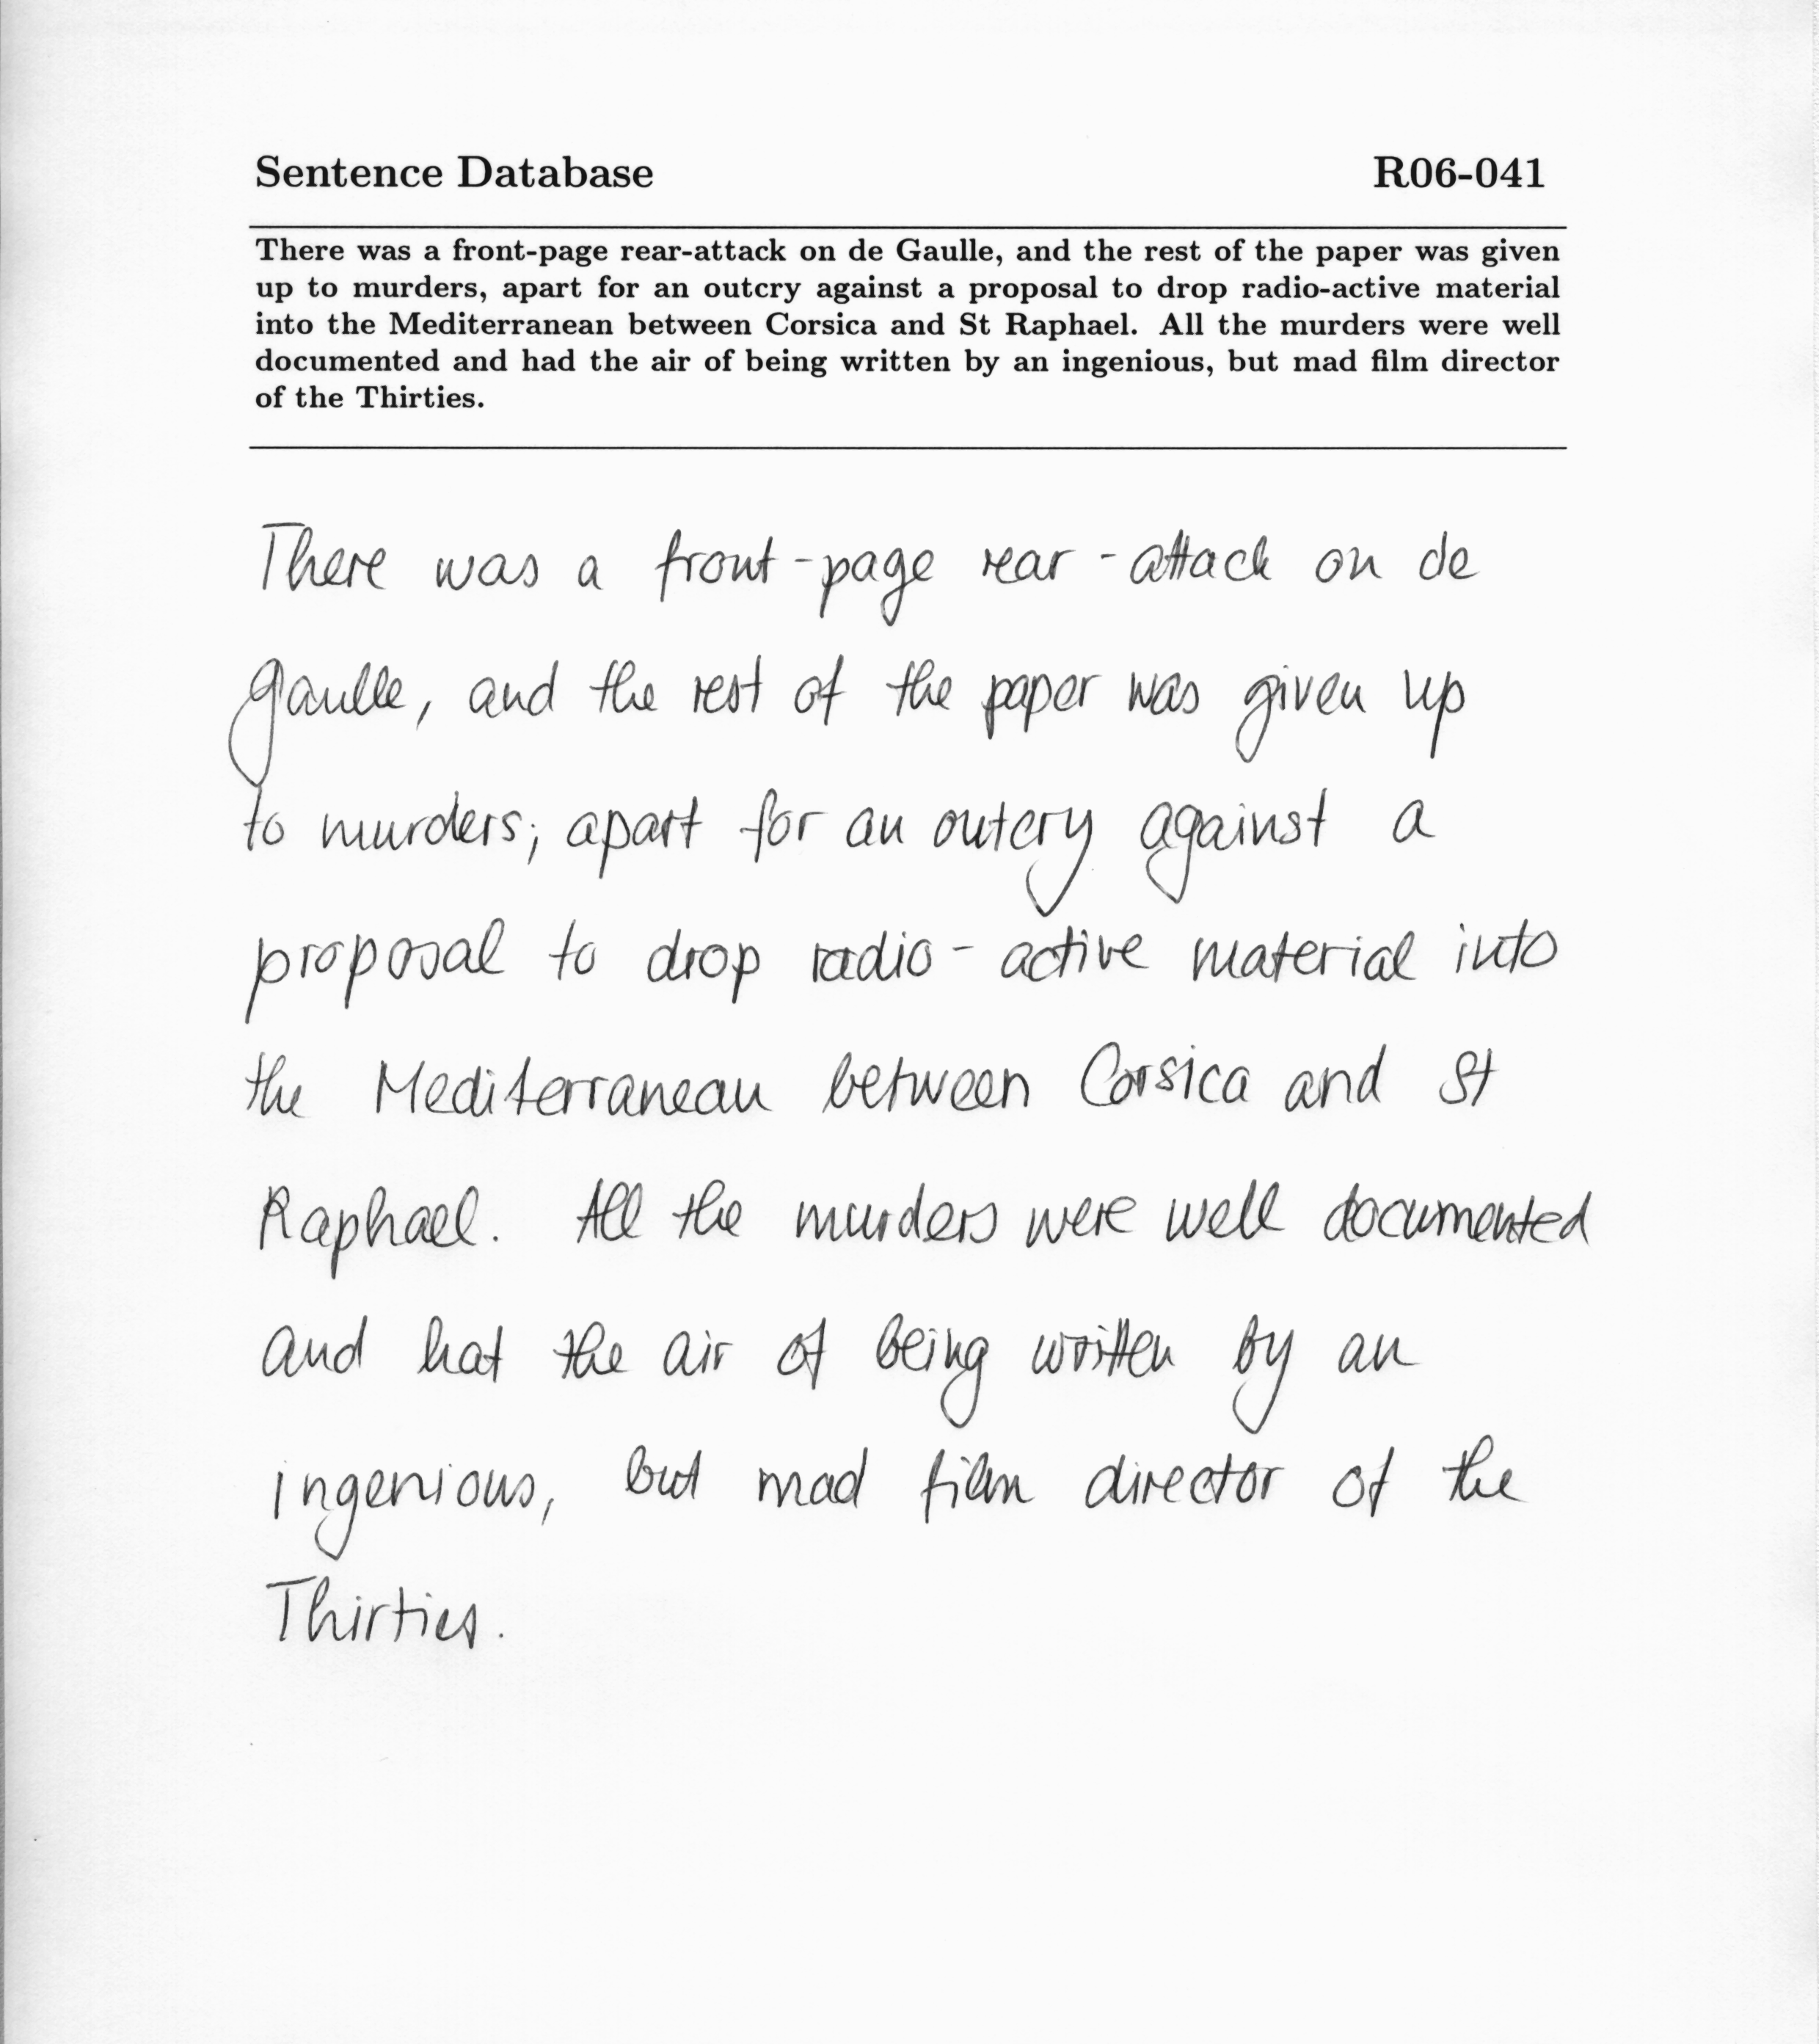 Sentence Database R06-041
There was a front-page rear-attack on de Gaulle, and the rest of the paper was given
up to murders, apart for an outcry against a proposal to drop radio-active material
into the Mediterranean between Corsica and St Raphael. All the murders were well
documented and had the air of being written by an ingenious, but mad film director
of the Thirties.
There was a front-page rear-attack on de
Gaulle, and the rest of the paper was given up
to murders; apart for an outcry against a
proposal to drop radio-active material into
the Mediterranean between Corsica and St
Raphael. All the murders were well documented
and hat the air of being written by an
ingenious, but mad film director of the
Thirties.